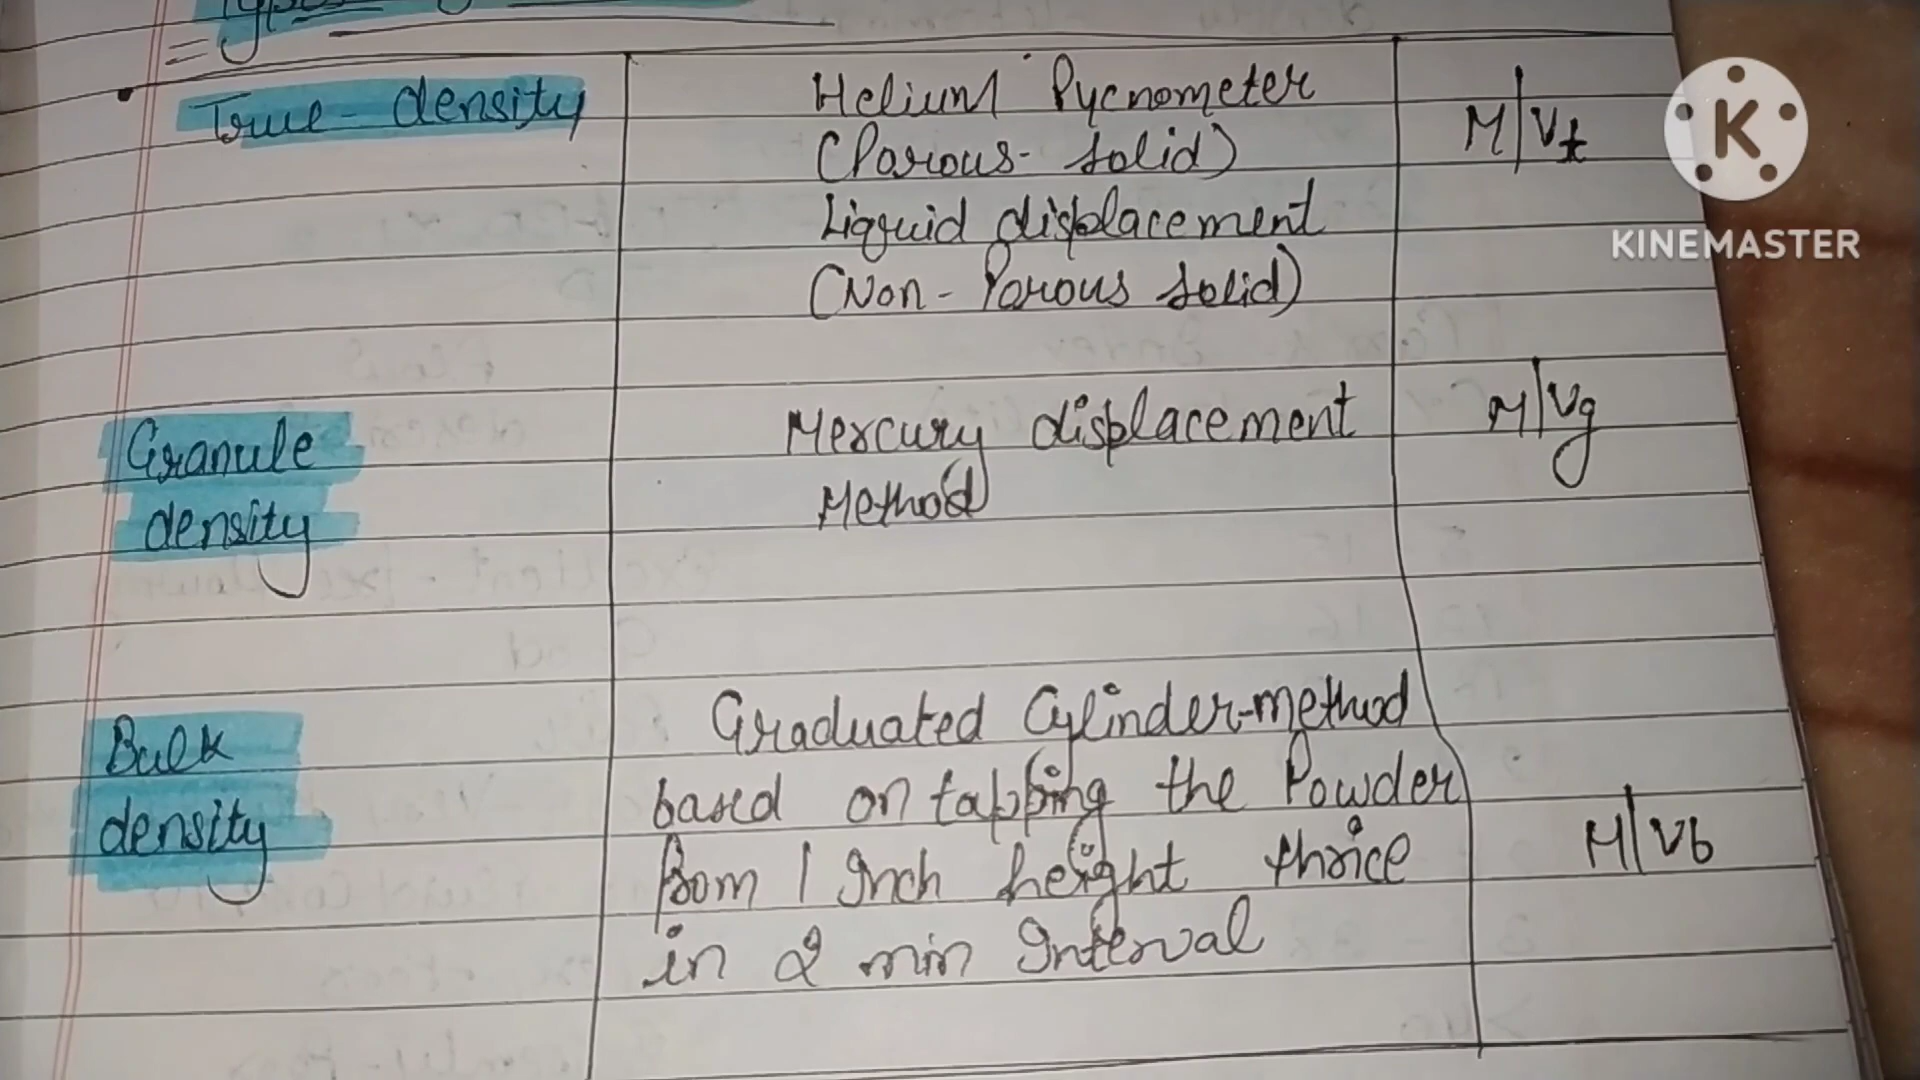 True- density
Helium Pycnometer
M/Vt
(Porous- solid)
Liquid displacement
(Non- Porous solid)
Granule
density
Mercury displacement
Method
M/Vg
Bulk
density
Graduated Cylinder-method
based on tapping the Powder
from 1 Inch height thrice
in 2 min Interval
M/Vb
K
KINEMASTER